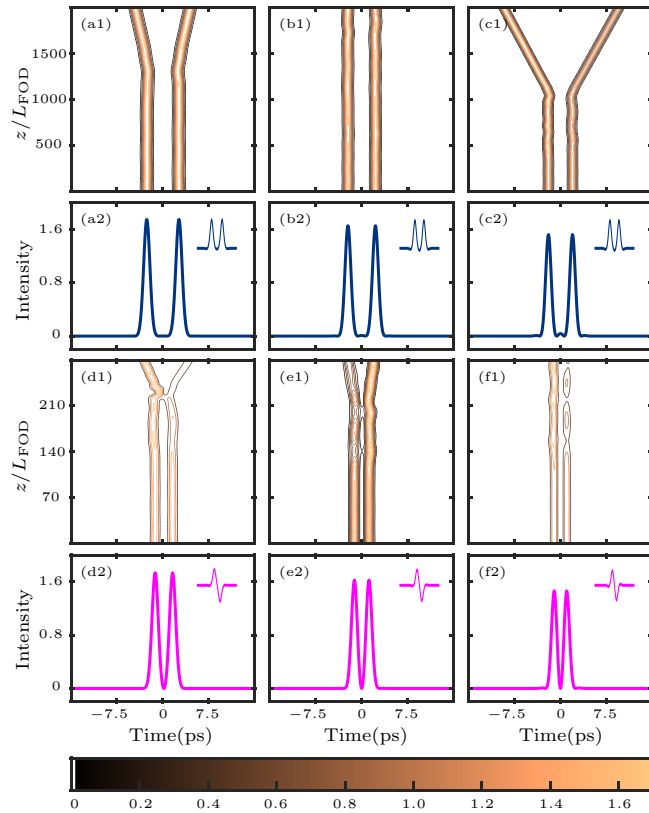 (a1) (b1) (c1)
1500
1000
500
z/L_FOD
(a2) (b2) (c2)
1.6
0.8
0
Intensity
(d1) (e1) (f1)
210
140
70
z/L_FOD
(d2) (e2) (f2)
1.6
0.8
0
Intensity
−7.5 0 7.5 −7.5 0 7.5 −7.5 0 7.5
Time(ps) Time(ps) Time(ps)
0 0.2 0.4 0.6 0.8 1.0 1.2 1.4 1.6